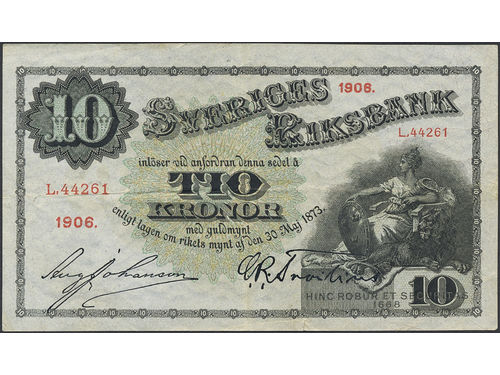 10
SVERIGES
RIKSBANK
1906.
L.44261
inlöser vid anfordran denna sedel å
L.44261
TIO
KRONOR
1906.
med guldmynt
enligt lagen om rikets mynt af den 30 Maj 1873.
HINC ROBUR ET SECURITAS
1668
10